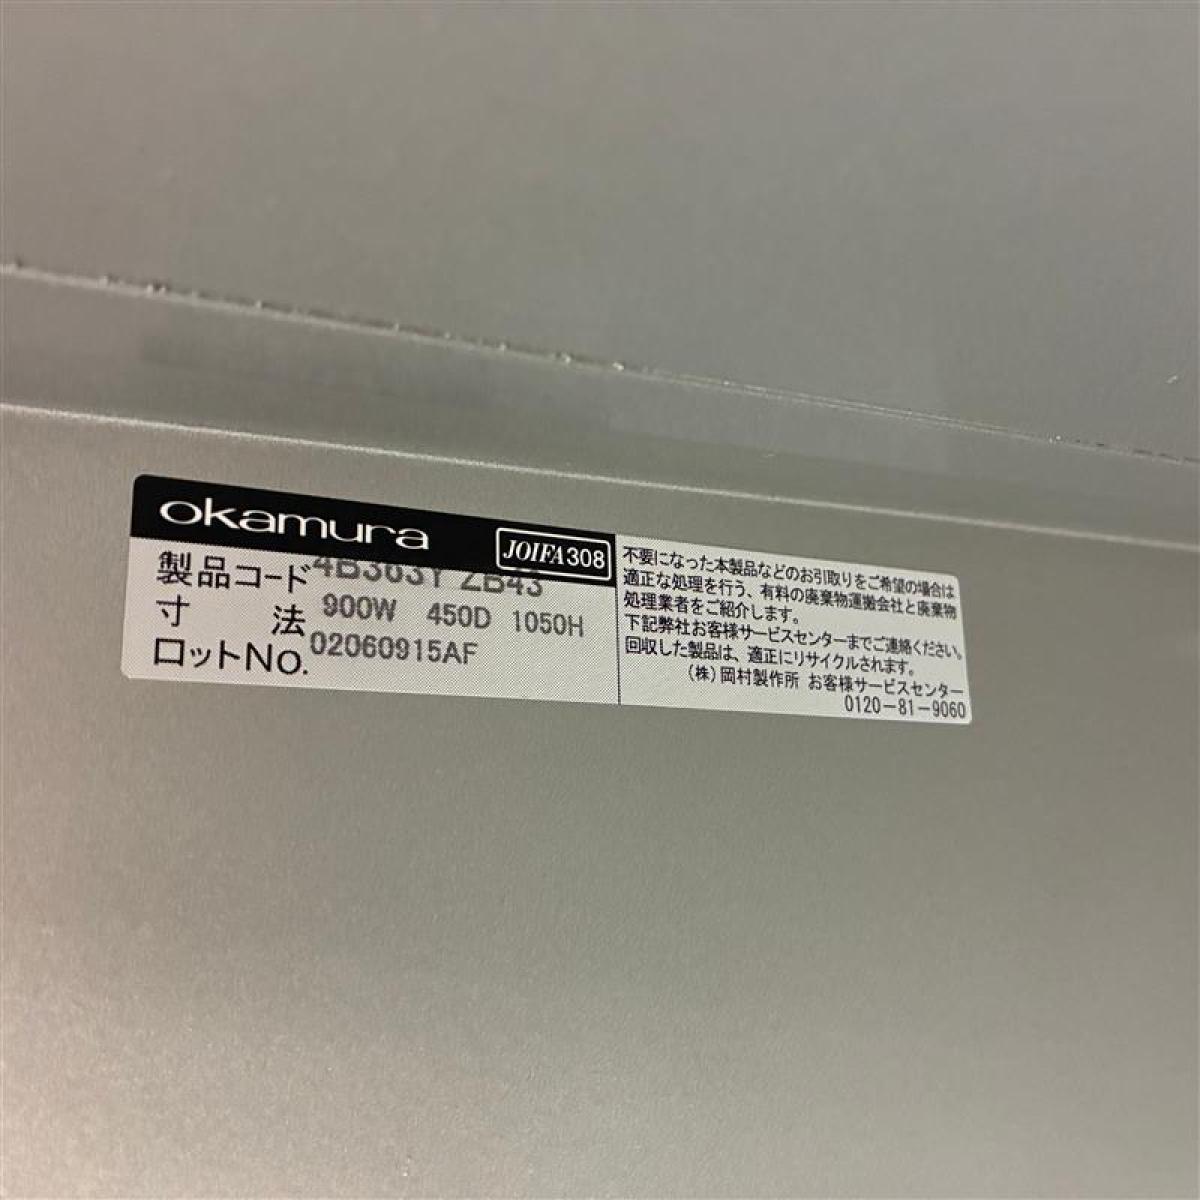 okamura
JOIFA308
製品コード 4B363Y ZB43
寸 法 900W 450D 1050H
ロットNo. 02060915AF
不要になった本製品などのお引取りをご希望の場合は
適正な処理を行う、有料の廃棄物運搬会社と廃棄物
処理業者をご紹介します。
下記弊社お客様サービスセンターまでご連絡ください。
回収した製品は、適正にリサイクルされます。
(株)岡村製作所 お客様サービスセンター
0120-81-9060